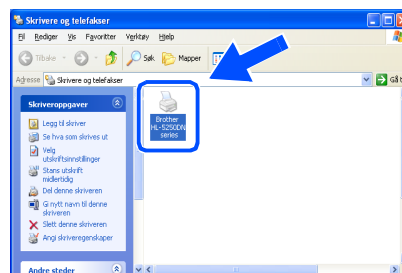 Skrivere og telefakser
Fil Rediger Vis Favoritter Verktøy Hjelp
Tilbake Søk Mapper
Adresse Skrivere og telefakser Gå t
Skriveroppgaver
Legg til skriver
Se hva som skrives ut
Velg
utskriftsinnstillinger
Stans utskrift
midlertidig
Del denne skriveren
Gi nytt navn til denne
skriveren
Slett denne skriveren
Angi skriveregenskaper
Andre steder
Brother
HL-5250DN
series